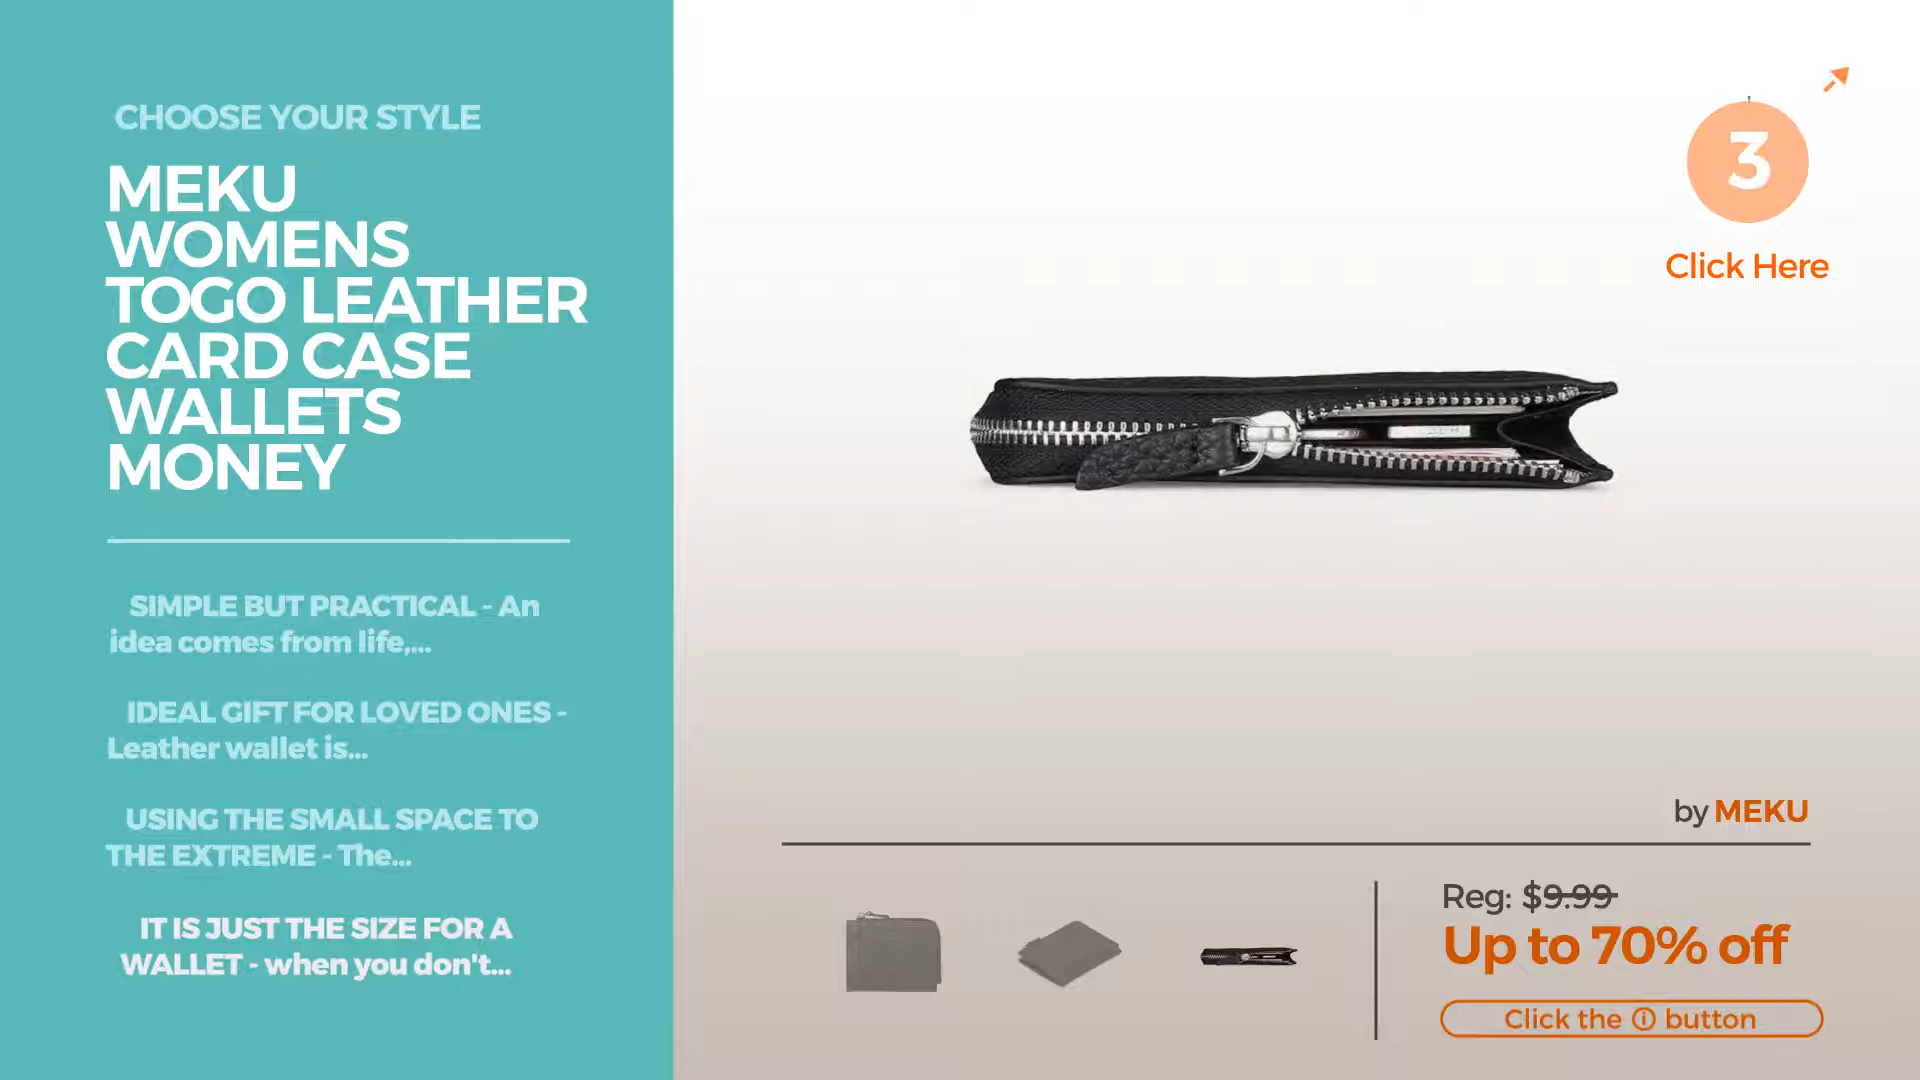 CHOOSE YOUR STYLE
MEKU
WOMENS
TOGO LEATHER
CARD CASE
WALLETS
MONEY
SIMPLE BUT PRACTICAL - An
idea comes from life,...
IDEAL GIFT FOR LOVED ONES -
Leather wallet is...
USING THE SMALL SPACE TO
THE EXTREME - The...
IT IS JUST THE SIZE FOR A
WALLET - when you don't...
3
Click Here
by MEKU
Reg: $9.99
Up to 70% off
Click the ⓘ button